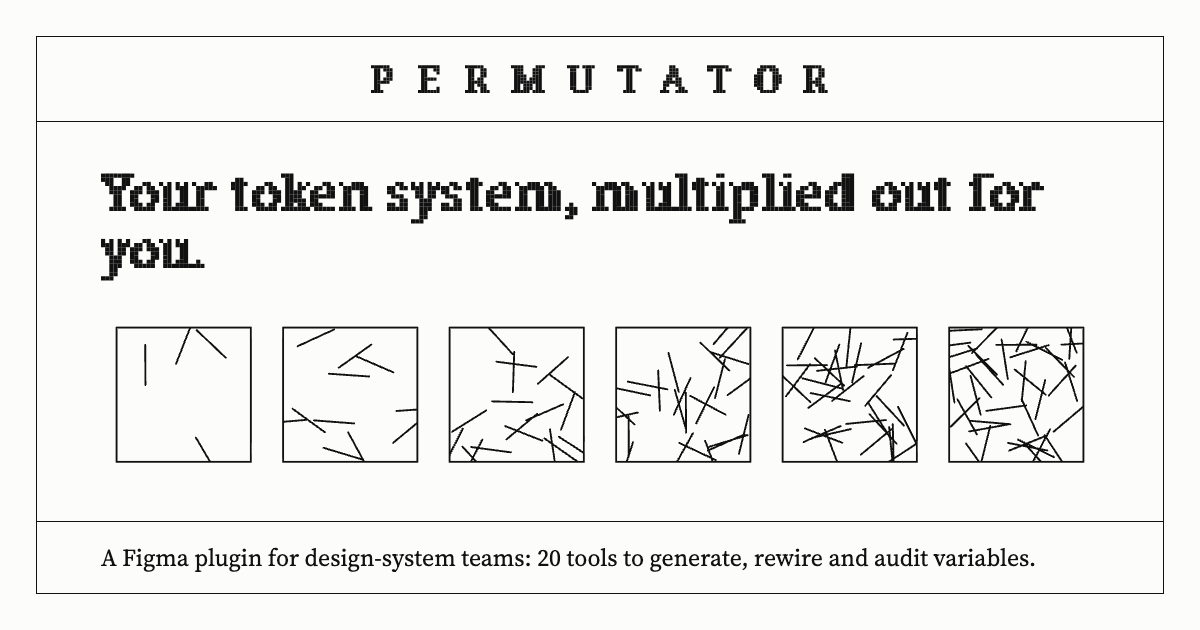 PERMUTATOR
Your token system, multiplied out for
you.
A Figma plugin for design-system teams: 20 tools to generate, rewire and audit variables.